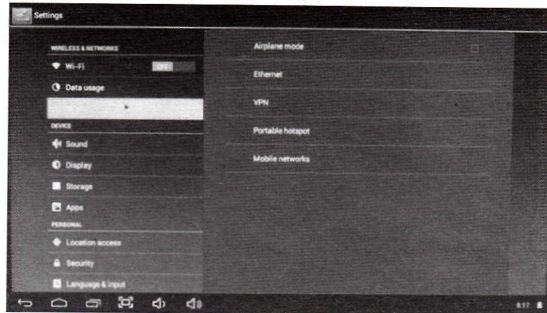 Settings
WIRELESS & NETWORKS
Wi-Fi
OFF
Data usage
DEVICE
Sound
Display
Storage
Apps
PERSONAL
Location access
Security
Language & input
Airplane mode
Ethernet
VPN
Portable hotspot
Mobile networks
8:17